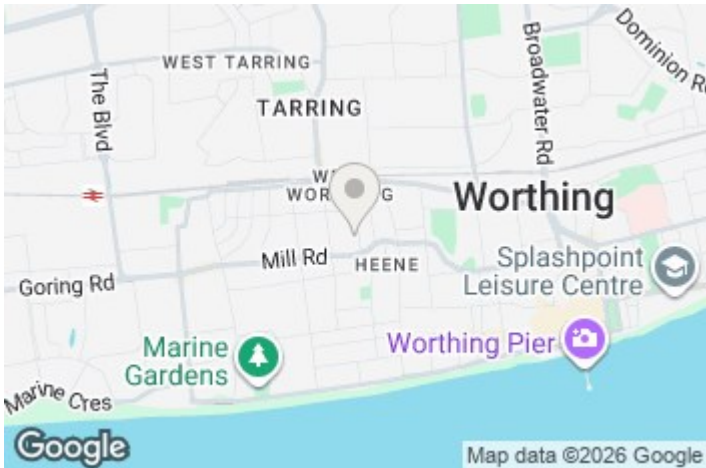 WEST TARRING
TARRING
The Blvd
Broadwater Rd
Dominion Rd
WORTHING
Worthing
Mill Rd
HEENE
Goring Rd
Splashpoint
Leisure Centre
Worthing Pier
Marine
Gardens
Marine Cres
Google
Map data ©2026 Google